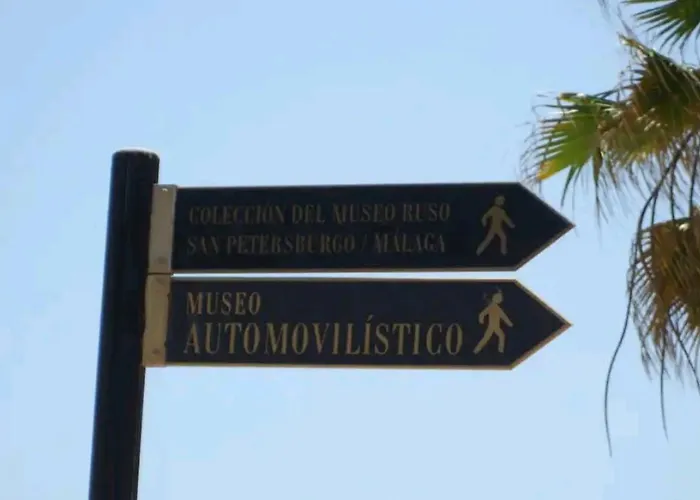 COLECCIÓN DEL MUSEO RUSO
SAN PETERSBURGO / MÁLAGA
MUSEO
AUTOMOVILÍSTICO